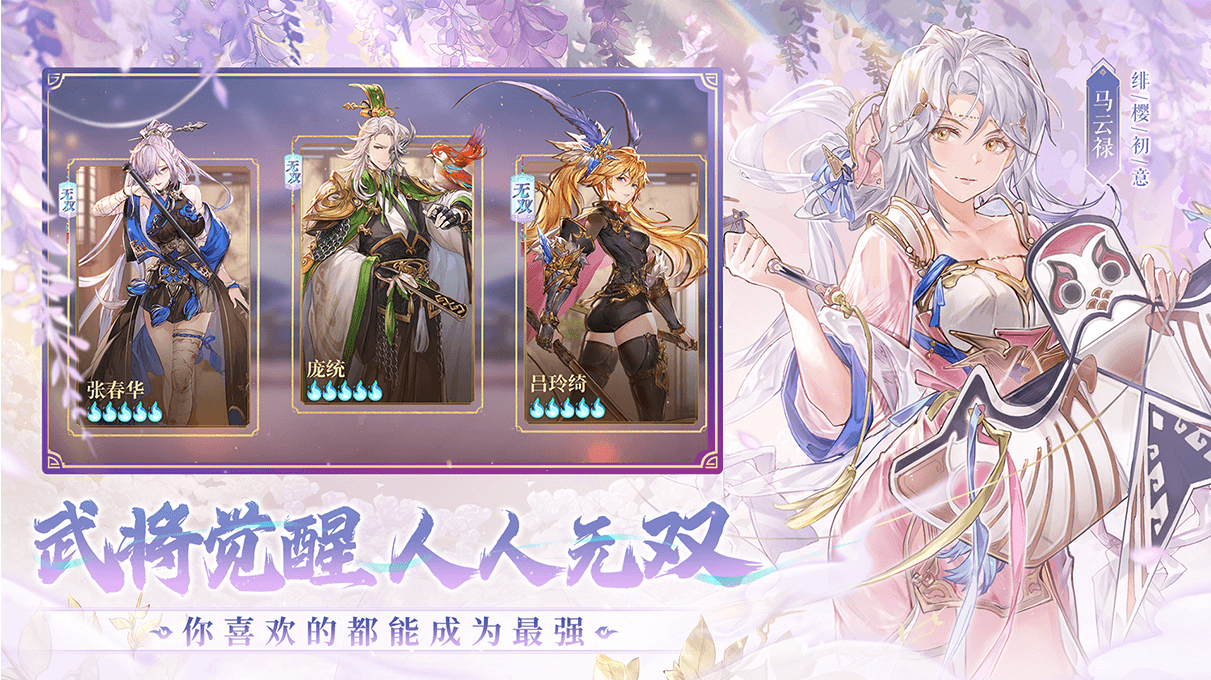 无双
张春华
无双
庞统
无双
吕玲绮
马云禄
绯/樱/初/意
武将觉醒 人人无双
你喜欢的都能成为最强